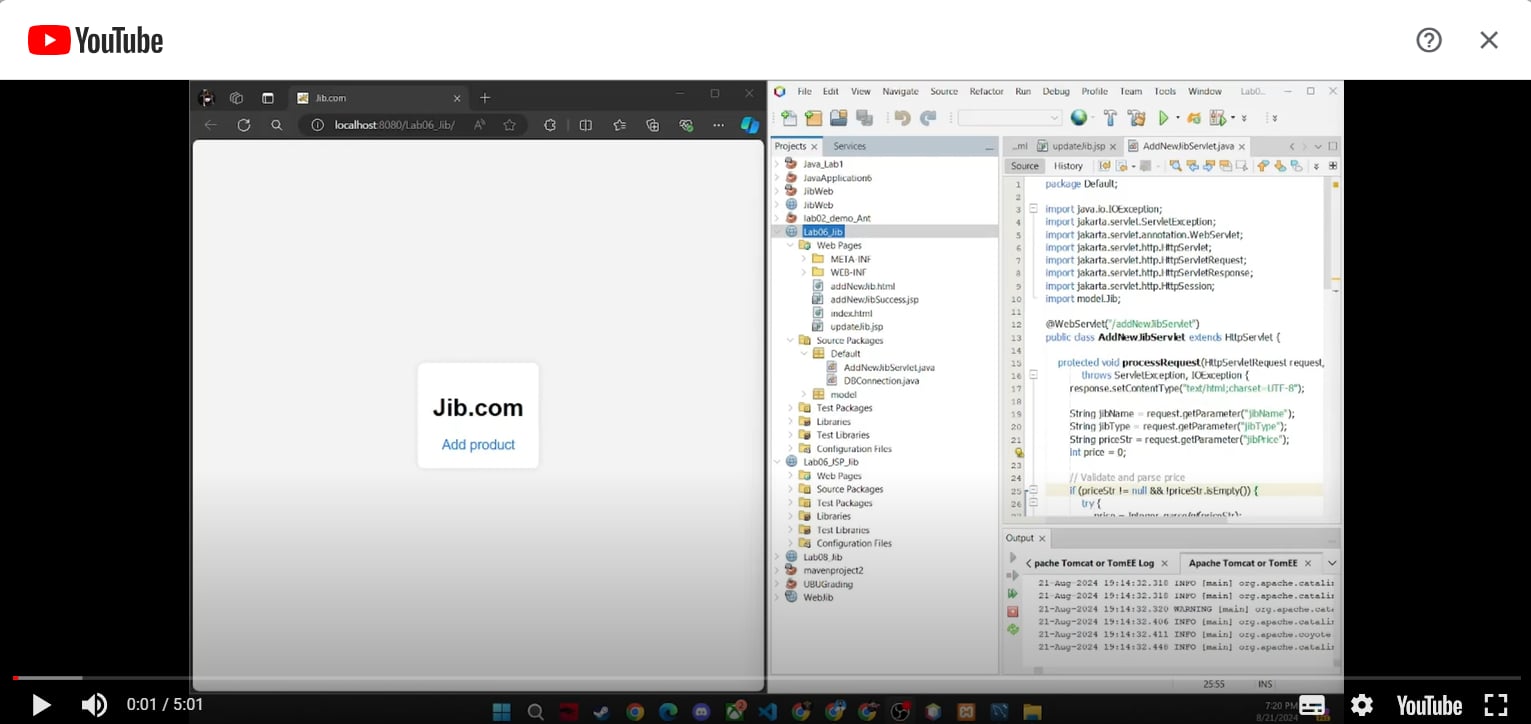 YouTube
Jib.com
localhost:8080/Lab06_Jib/
Jib.com
Add product
File Edit View Navigate Source Refactor Run Debug Profile Team Tools Window Lab0...
Projects Services
Java_Lab1
JavaApplication6
JibWeb
JibWeb
lab02_demo_Ant
Lab06_Jib
Web Pages
META-INF
WEB-INF
addNewJib.html
addNewJibSuccess.jsp
index.html
updateJib.jsp
Source Packages
Default
AddNewJibServlet.java
DBConnection.java
model
Test Packages
Libraries
Test Libraries
Configuration Files
Lab06_JSP_Jib
Web Pages
Source Packages
Test Packages
Libraries
Test Libraries
Configuration Files
Lab08_Jib
mavenproject2
UBUGrading
WebJib
...ml updateJib.jsp AddNewJibServlet.java
Source History
1 package Default;
2
3 import java.io.IOException;
4 import jakarta.servlet.ServletException;
5 import jakarta.servlet.annotation.WebServlet;
6 import jakarta.servlet.http.HttpServlet;
7 import jakarta.servlet.http.HttpServletRequest;
8 import jakarta.servlet.http.HttpServletResponse;
9 import jakarta.servlet.http.HttpSession;
10 import model.Jib;
11
12 @WebServlet("/addNewJibServlet")
13 public class AddNewJibServlet extends HttpServlet {
14
15 protected void processRequest(HttpServletRequest request,
16 throws ServletException, IOException {
17 response.setContentType("text/html;charset=UTF-8");
18
19 String jibName = request.getParameter("jibName");
20 String jibType = request.getParameter("jibType");
21 String priceStr = request.getParameter("jibPrice");
int price = 0;
23
24 // Validate and parse price
25 if (priceStr != null && !priceStr.isEmpty()) {
26 try {
price = Integer.parseInt(priceStr);
Output
pache Tomcat or TomEE Log Apache Tomcat or TomEE
21-Aug-2024 19:14:32.318 INFO [main] org.apache.catali
21-Aug-2024 19:14:32.318 INFO [main] org.apache.catali
21-Aug-2024 19:14:32.320 WARNING [main] org.apache.cata
21-Aug-2024 19:14:32.406 INFO [main] org.apache.catali
21-Aug-2024 19:14:32.411 INFO [main] org.apache.coyote
21-Aug-2024 19:14:32.448 INFO [main] org.apache.catali
25:55 INS
0:01 / 5:01
7:20 PM
8/21/2024
YouTube